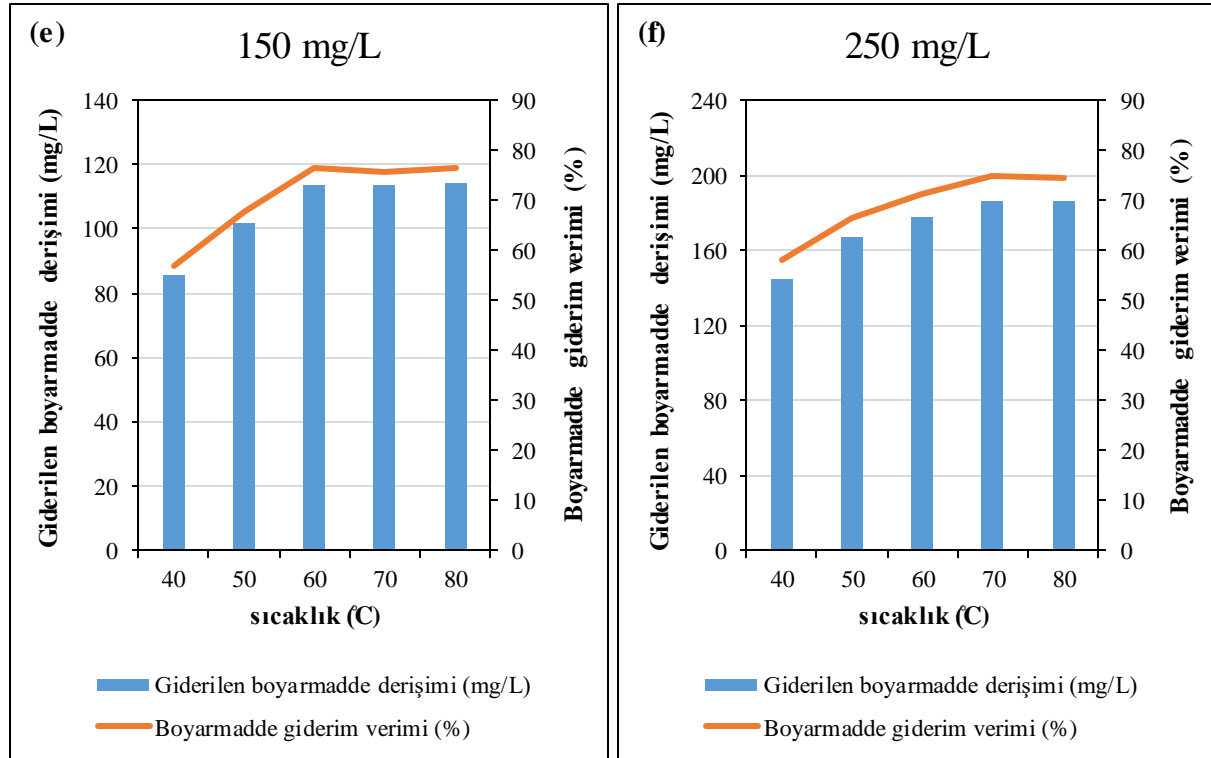 (e)
150 mg/L
Giderilen boyarmadde derişimi (mg/L)
140
120
100
80
60
40
20
0
90
80
70
60
50
40
30
20
10
0
Boyarmadde giderim verimi (%)
40 50 60 70 80
sıcaklık (°C)
Giderilen boyarmadde derişimi (mg/L)
Boyarmadde giderim verimi (%)
(f)
250 mg/L
Giderilen boyarmadde derişimi (mg/L)
240
200
160
120
80
40
0
90
80
70
60
50
40
30
20
10
0
Boyarmadde giderim verimi (%)
40 50 60 70 80
sıcaklık (°C)
Giderilen boyarmadde derişimi (mg/L)
Boyarmadde giderim verimi (%)